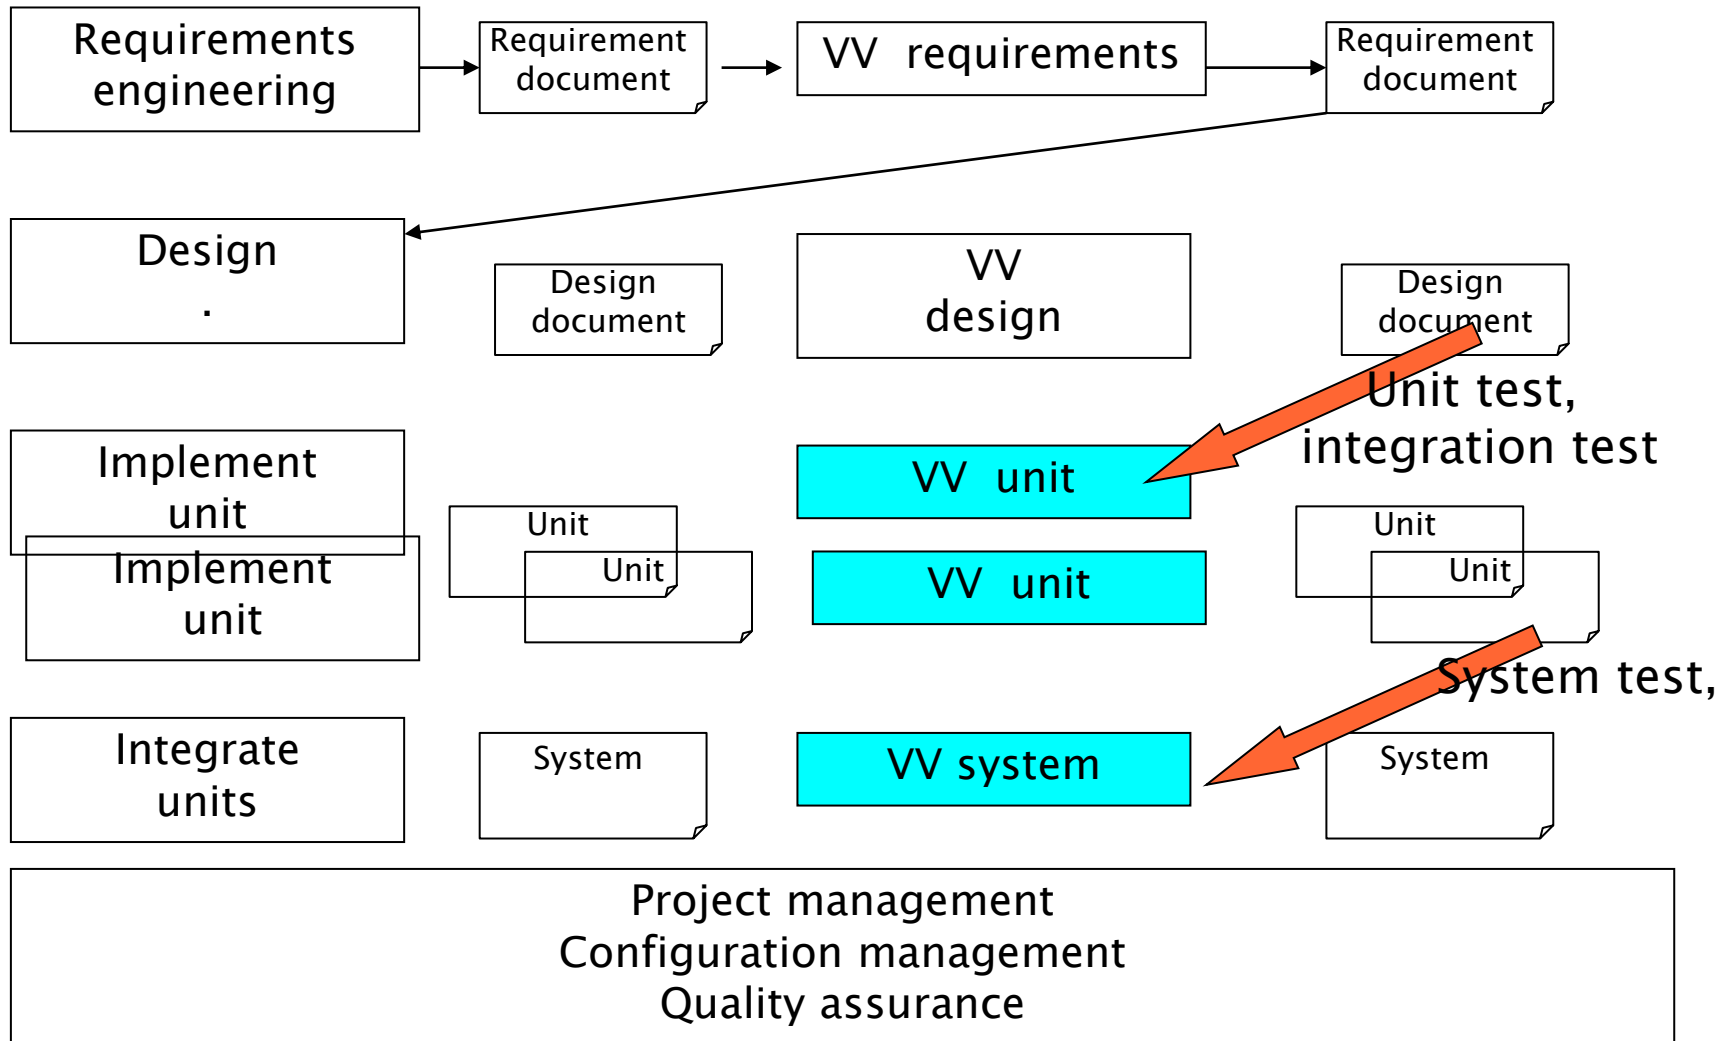 Requirements
engineering
Requirement
document
VV requirements
Requirement
document
Design
.
Design
document
VV
design
Design
document
Unit test,
integration test
Implement
unit
Unit
VV unit
Unit
Implement
unit
Unit
VV unit
Unit
System test,
Integrate
units
System
VV system
System
Project management
Configuration management
Quality assurance